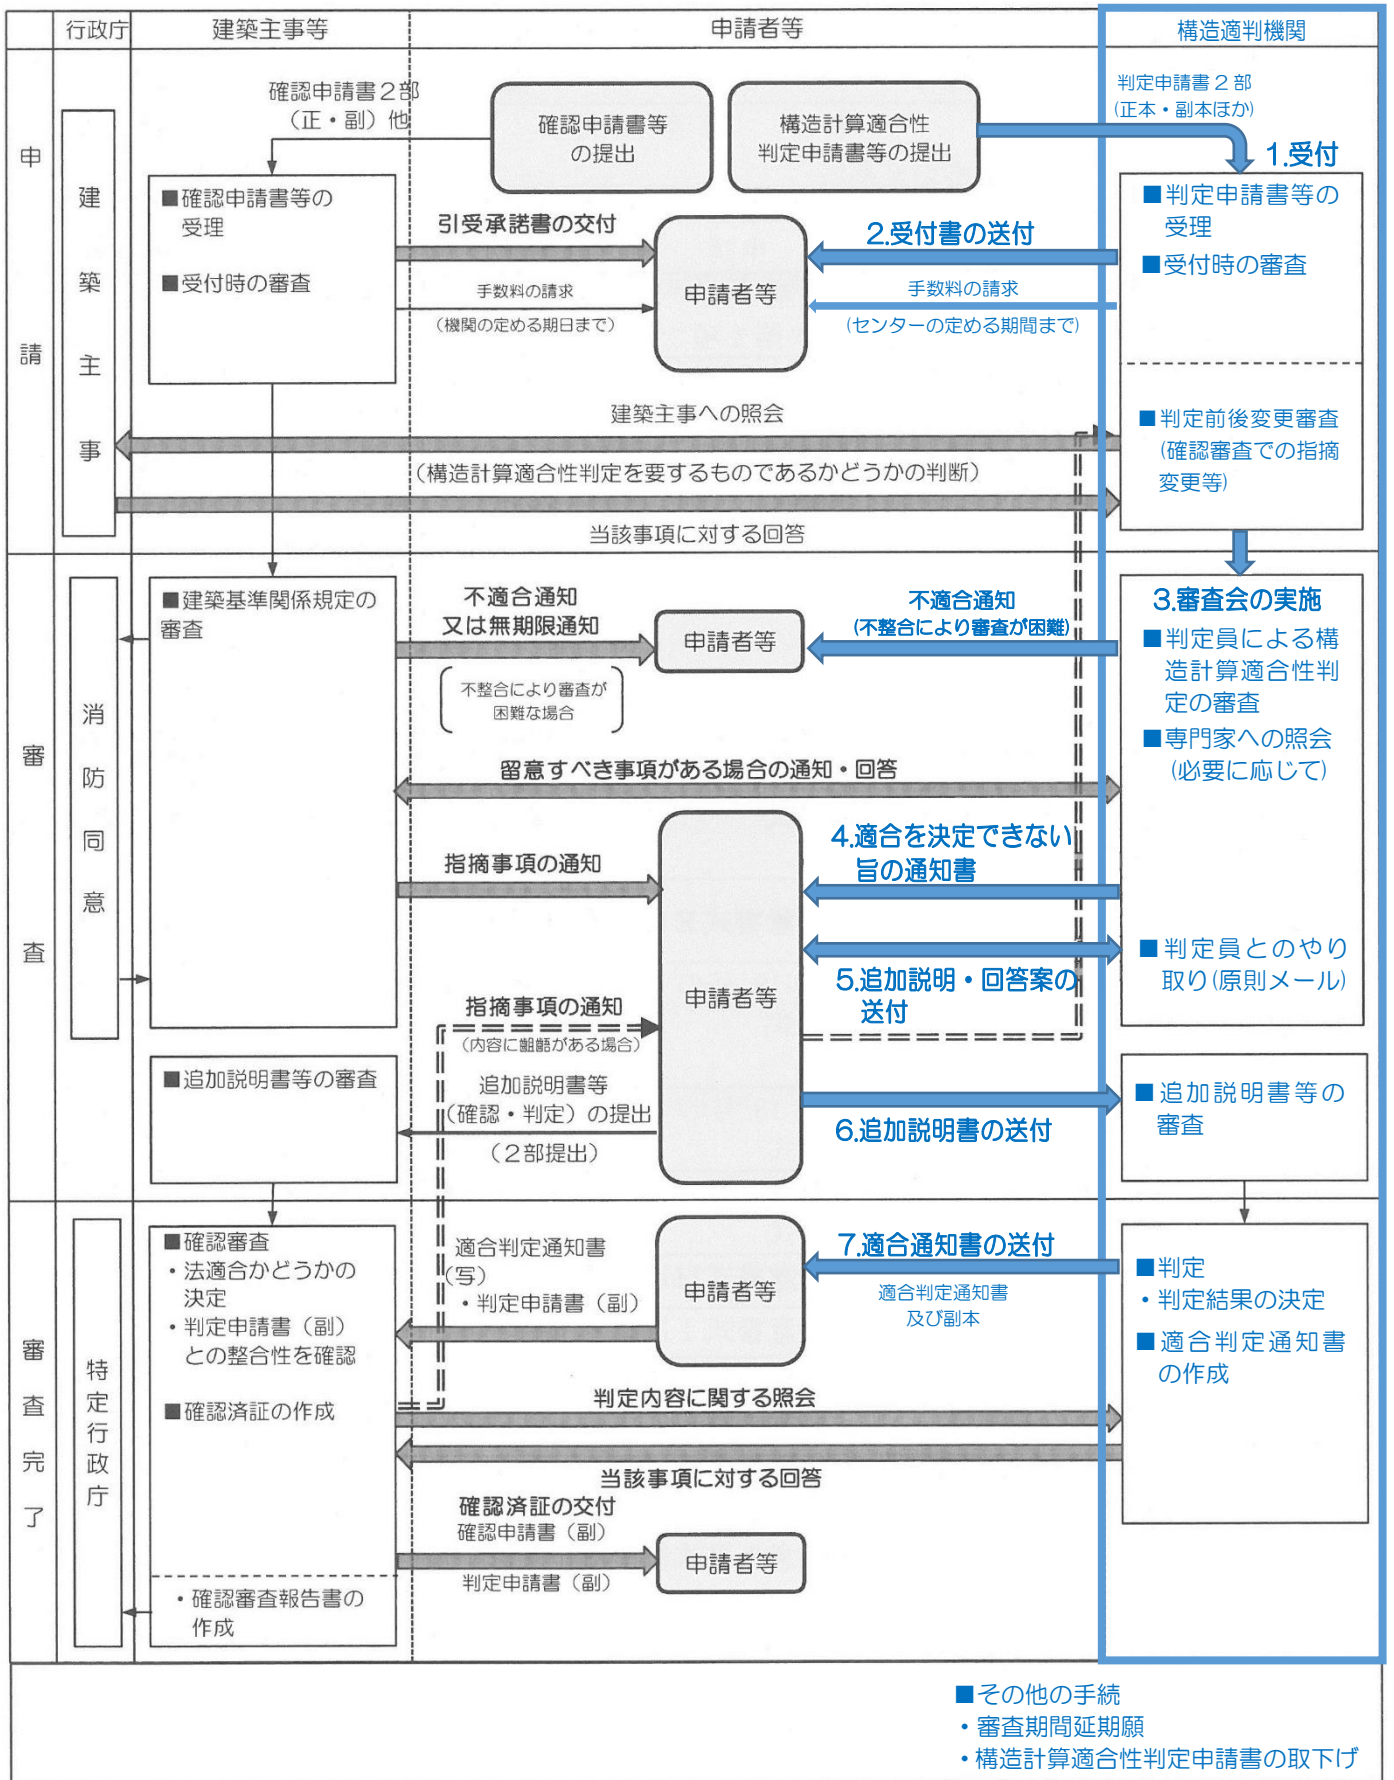 行政庁
建築主事等
申請者等
構造適判機関
申請
建築主事
確認申請書２部
（正・副）他
確認申請書等
の提出
構造計算適合性
判定申請書等の提出
判定申請書２部
(正本・副本ほか)
1.受付
■確認申請書等の
受理
■受付時の審査
引受承諾書の交付
手数料の請求
（機関の定める期日まで）
申請者等
2.受付書の送付
手数料の請求
(センターの定める期間まで)
■判定申請書等の
受理
■受付時の審査
建築主事への照会
（構造計算適合性判定を要するものであるかどうかの判断）
当該事項に対する回答
■判定前後変更審査
(確認審査での指摘
変更等)
審査
消防同意
■建築基準関係規定の
審査
不適合通知
又は無期限通知
不整合により審査が
困難な場合
申請者等
不適合通知
(不整合により審査が困難)
3.審査会の実施
■判定員による構
造計算適合性判
定の審査
■専門家への照会
(必要に応じて)
留意すべき事項がある場合の通知・回答
指摘事項の通知
4.適合を決定できない
旨の通知書
申請者等
5.追加説明・回答案の
送付
■判定員とのやり
取り(原則メール)
指摘事項の通知
（内容に齟齬がある場合）
■追加説明書等の審査
追加説明書等
（確認・判定）の提出
（２部提出）
6.追加説明書の送付
■追加説明書等の
審査
審査完了
特定行政庁
■確認審査
・法適合かどうかの
決定
・判定申請書（副）
との整合性を確認
■確認済証の作成
適合判定通知書
（写）
・判定申請書（副）
申請者等
7.適合通知書の送付
適合判定通知書
及び副本
■判定
・判定結果の決定
■適合判定通知書
の作成
判定内容に関する照会
当該事項に対する回答
確認済証の交付
確認申請書（副）
判定申請書（副）
申請者等
・確認審査報告書の
作成
■その他の手続
・審査期間延期願
・構造計算適合性判定申請書の取下げ